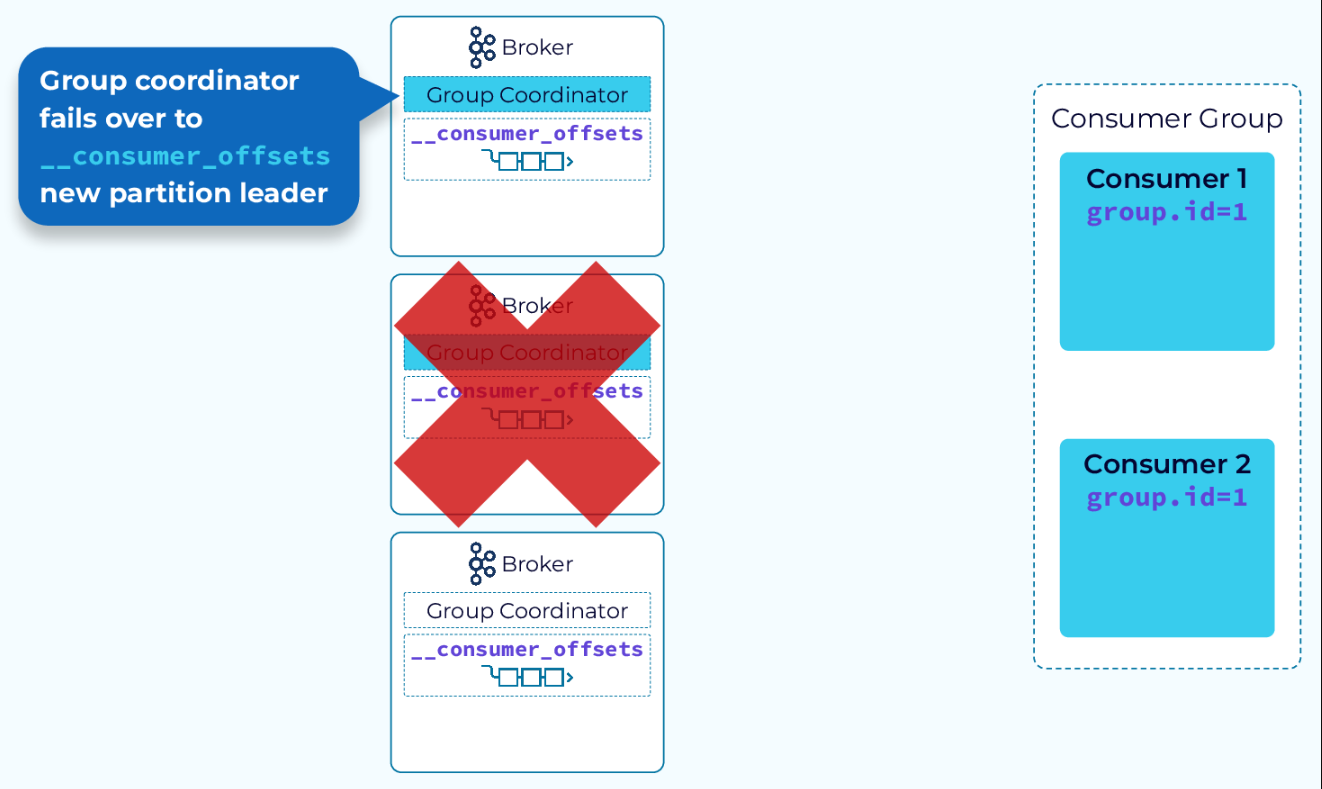 Group coordinator
fails over to
__consumer_offsets
new partition leader
Broker
Group Coordinator
__consumer_offsets
Broker
Group Coordinator
__consumer_offsets
Broker
Group Coordinator
__consumer_offsets
Consumer Group
Consumer 1
group.id=1
Consumer 2
group.id=1